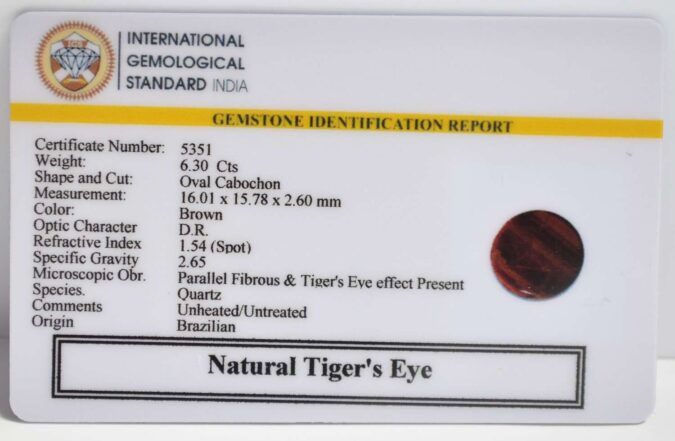 IGS
INTERNATIONAL
GEMOLOGICAL
STANDARD INDIA
GEMSTONE IDENTIFICATION REPORT
Certificate Number: 5351
Weight: 6.30 Cts
Shape and Cut: Oval Cabochon
Measurement: 16.01 x 15.78 x 2.60 mm
Color: Brown
Optic Character D.R.
Refractive Index 1.54 (Spot)
Specific Gravity 2.65
Microscopic Obr. Parallel Fibrous & Tiger's Eye effect Present
Species. Quartz
Comments Unheated/Untreated
Origin Brazilian
Natural Tiger's Eye